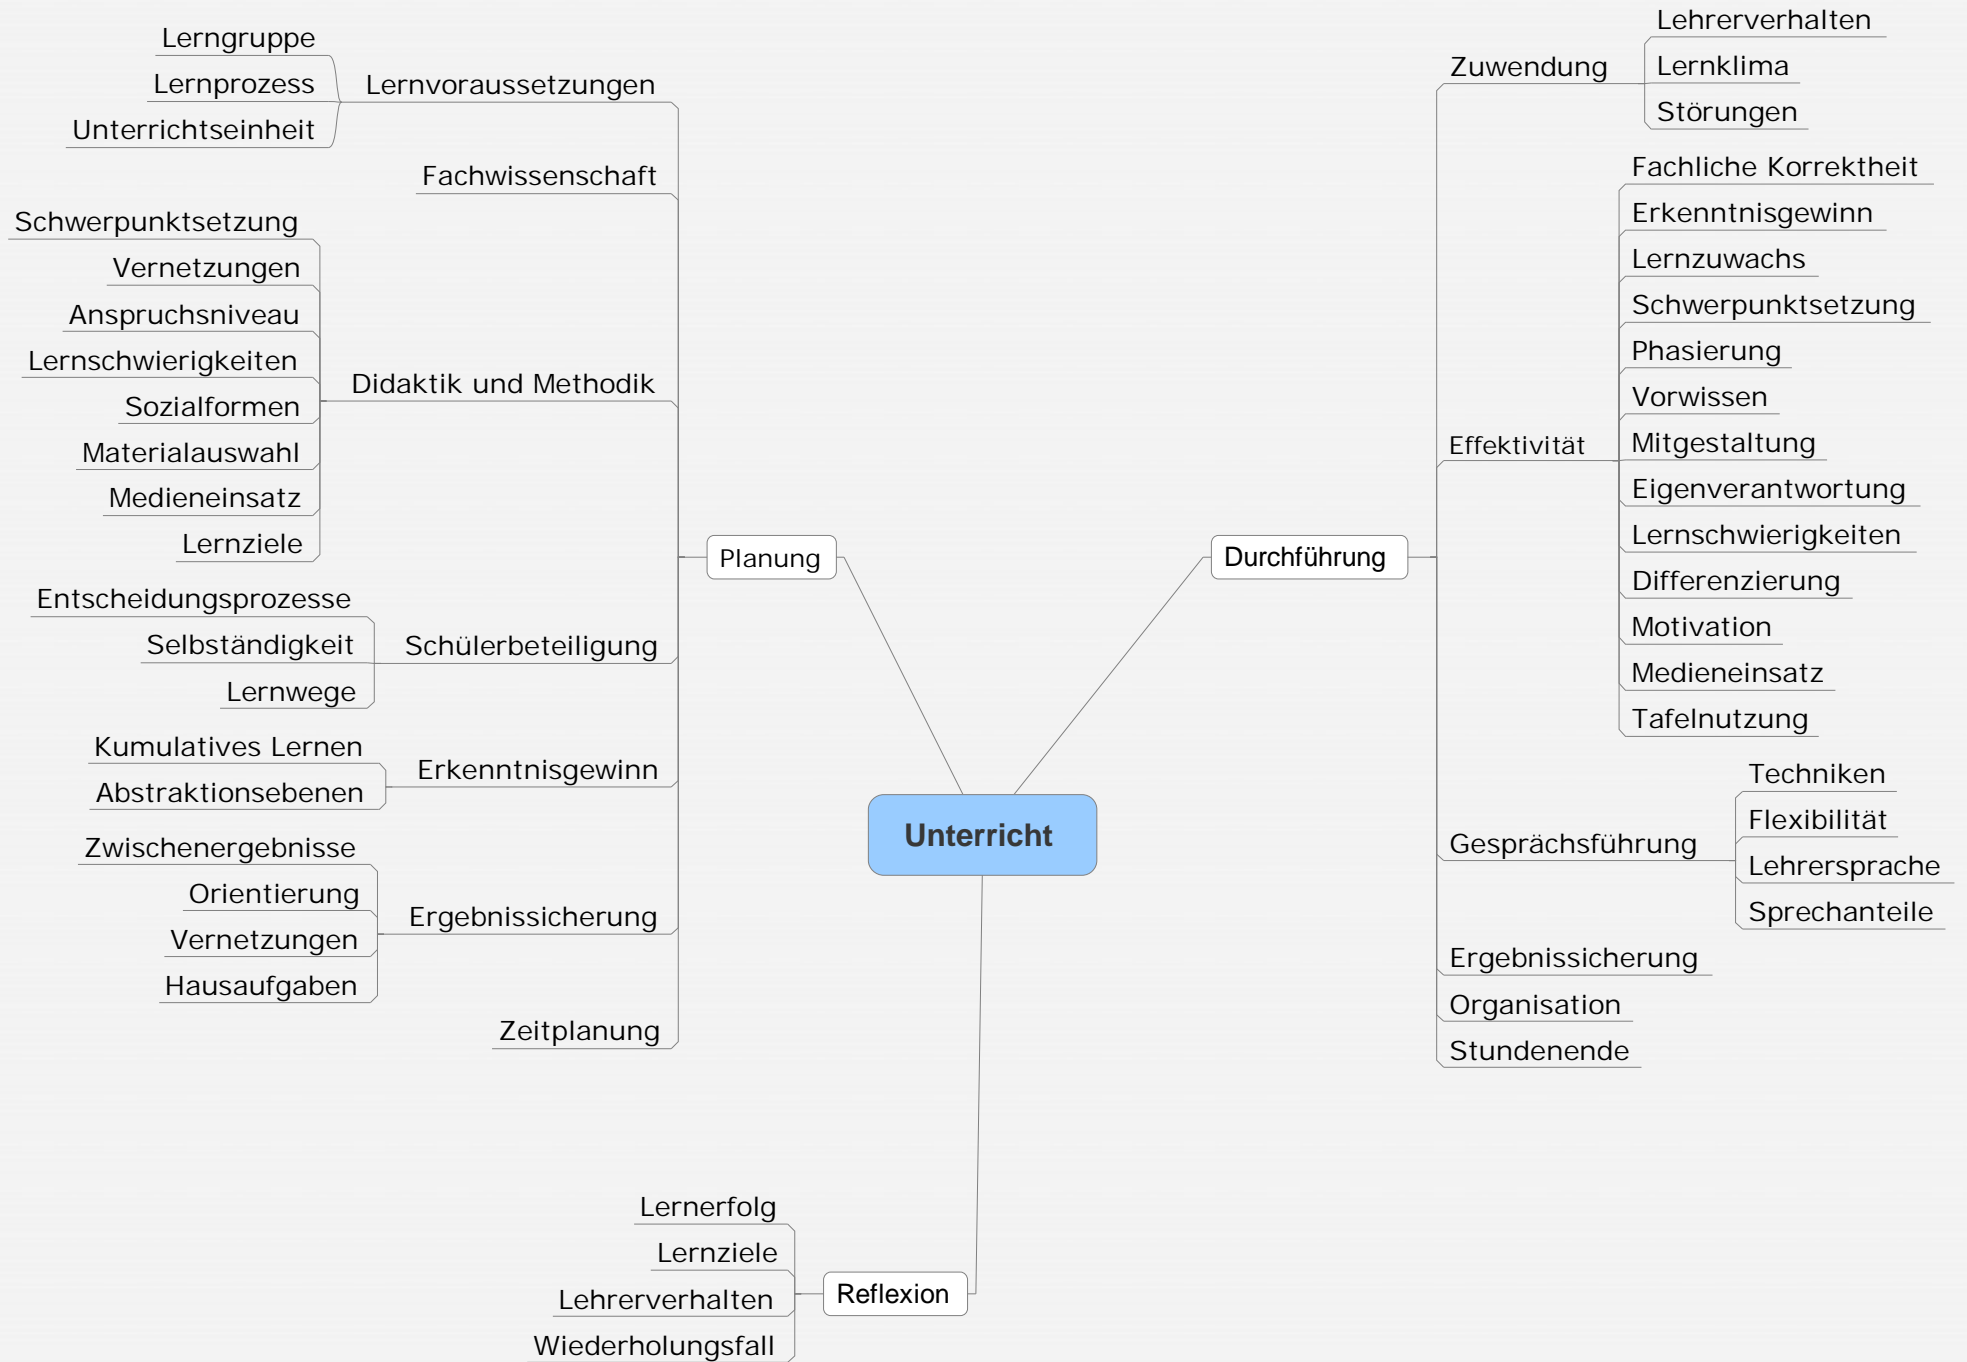 Unterricht
Planung
Lernvoraussetzungen
Lerngruppe
Lernprozess
Unterrichtseinheit
Fachwissenschaft
Didaktik und Methodik
Schwerpunktsetzung
Vernetzungen
Anspruchsniveau
Lernschwierigkeiten
Sozialformen
Materialauswahl
Medieneinsatz
Lernziele
Schülerbeteiligung
Entscheidungsprozesse
Selbständigkeit
Lernwege
Erkenntnisgewinn
Kumulatives Lernen
Abstraktionsebenen
Ergebnissicherung
Zwischenergebnisse
Orientierung
Vernetzungen
Hausaufgaben
Zeitplanung
Durchführung
Zuwendung
Lehrerverhalten
Lernklima
Störungen
Effektivität
Fachliche Korrektheit
Erkenntnisgewinn
Lernzuwachs
Schwerpunktsetzung
Phasierung
Vorwissen
Mitgestaltung
Eigenverantwortung
Lernschwierigkeiten
Differenzierung
Motivation
Medieneinsatz
Tafelnutzung
Gesprächsführung
Techniken
Flexibilität
Lehrersprache
Sprechanteile
Ergebnissicherung
Organisation
Stundenende
Reflexion
Lernerfolg
Lernziele
Lehrerverhalten
Wiederholungsfall